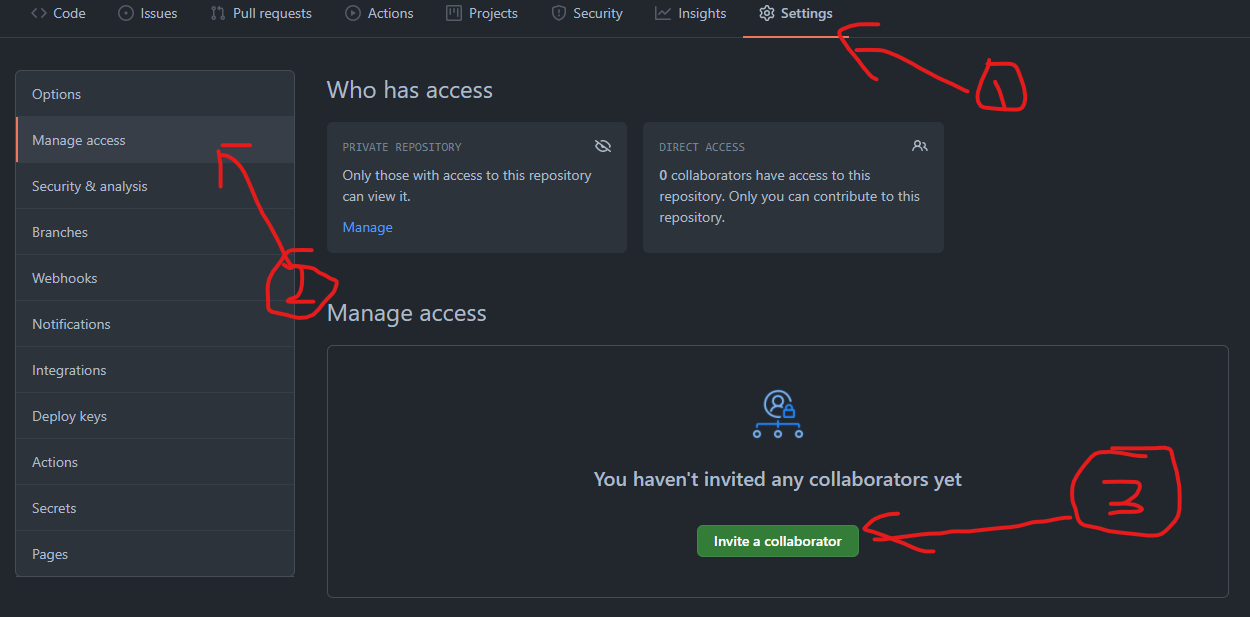 Code Issues Pull requests Actions Projects Security Insights Settings
1
Options
Manage access
Security & analysis
Branches
Webhooks
Notifications
Integrations
Deploy keys
Actions
Secrets
Pages
2
Who has access
PRIVATE REPOSITORY
Only those with access to this repository
can view it.
Manage
DIRECT ACCESS
0 collaborators have access to this
repository. Only you can contribute to this
repository.
Manage access
You haven't invited any collaborators yet
Invite a collaborator
3